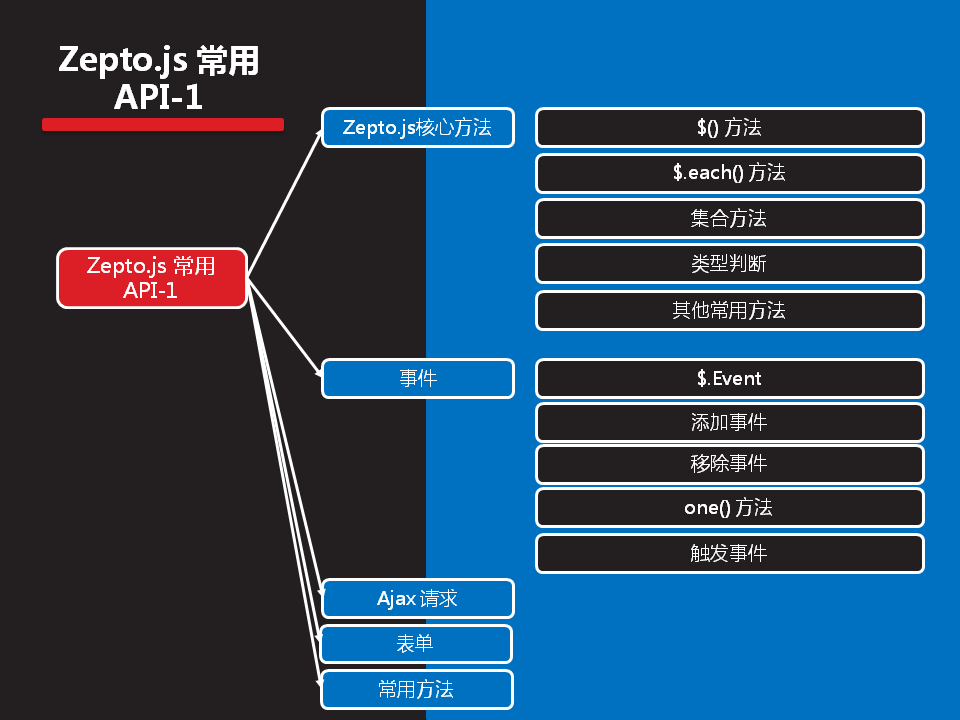 Zepto.js 常用
API-1
Zepto.js核心方法
$() 方法
$.each() 方法
集合方法
类型判断
其他常用方法
Zepto.js 常用
API-1
事件
$.Event
添加事件
移除事件
one() 方法
触发事件
Ajax 请求
表单
常用方法